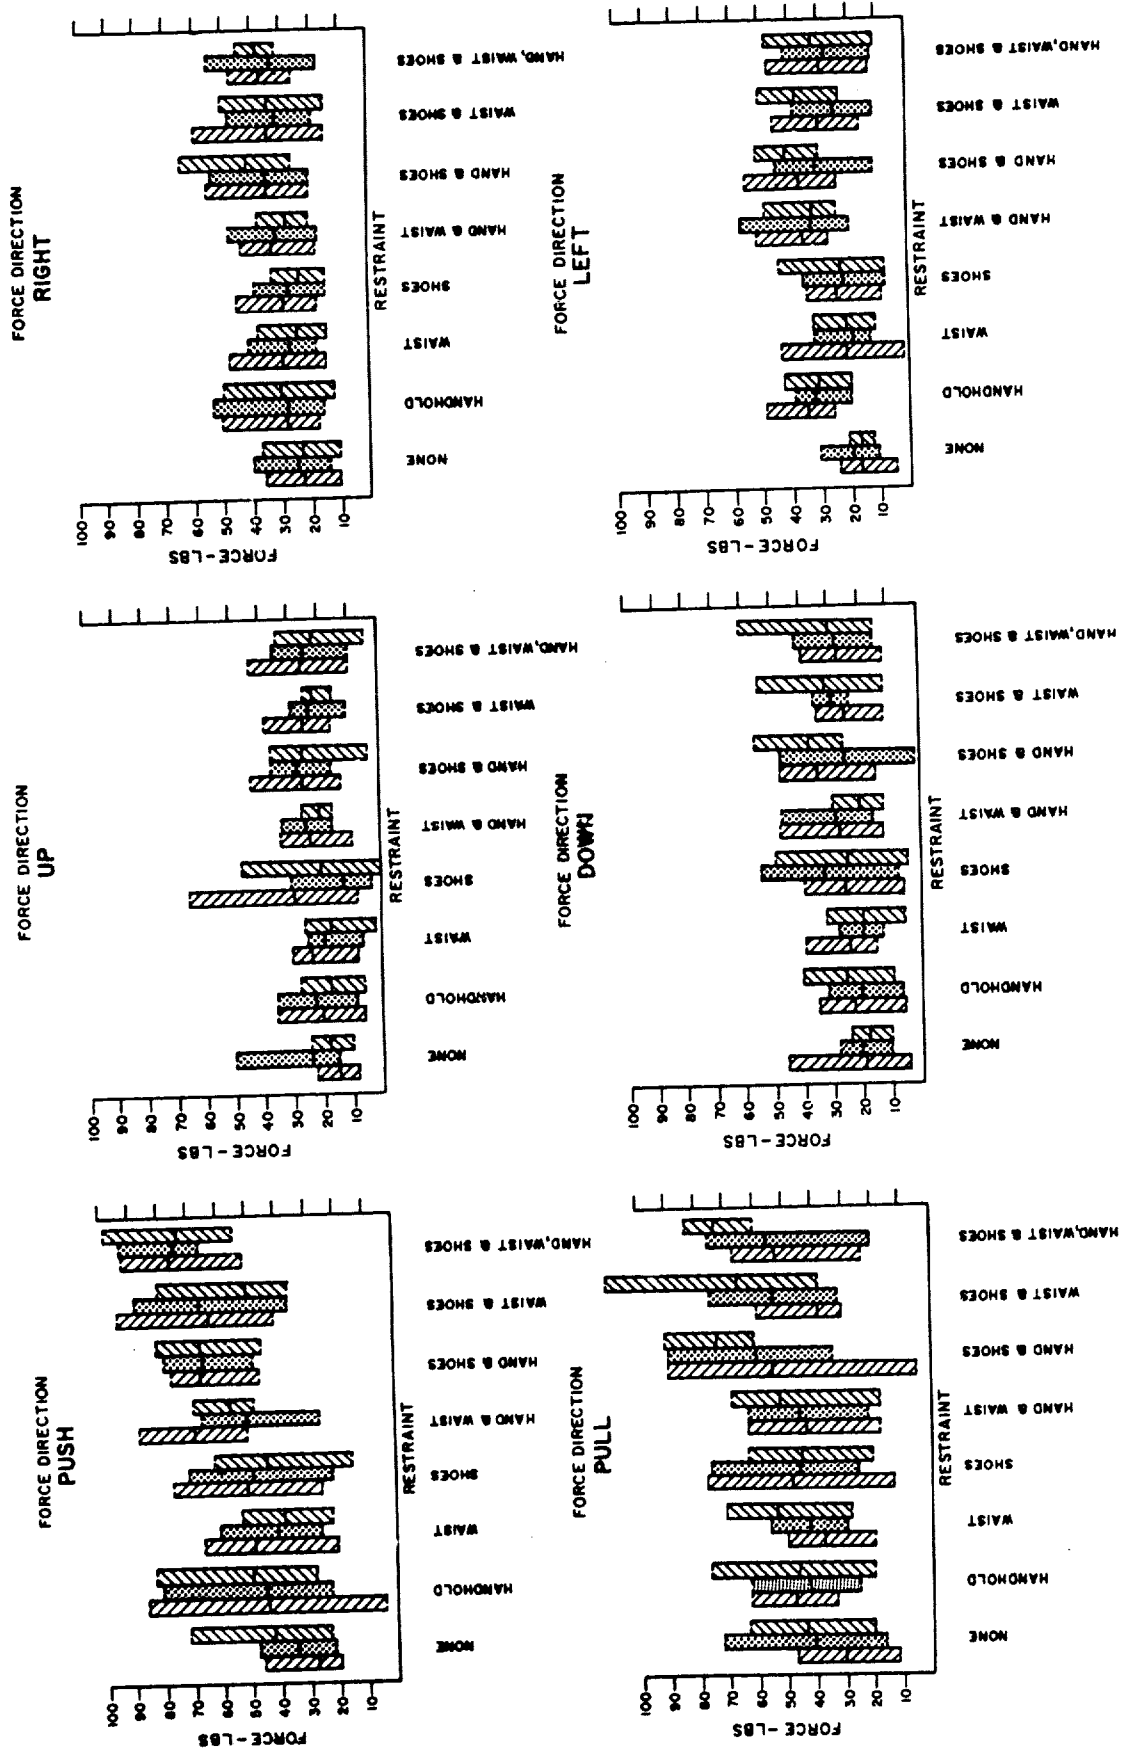 FORCE DIRECTION
PUSH
FORCE-LBS
100
90
80
70
60
50
40
30
20
10
NONE
HANDHOLD
WAIST
SHOES
HAND & WAIST
HAND & SHOES
WAIST & SHOES
HAND, WAIST & SHOES
RESTRAINT
FORCE DIRECTION
UP
FORCE-LBS
100
90
80
70
60
50
40
30
20
10
NONE
HANDHOLD
WAIST
SHOES
HAND & WAIST
HAND & SHOES
WAIST & SHOES
HAND, WAIST & SHOES
RESTRAINT
FORCE DIRECTION
RIGHT
FORCE-LBS
100
90
80
70
60
50
40
30
20
10
NONE
HANDHOLD
WAIST
SHOES
HAND & WAIST
HAND & SHOES
WAIST & SHOES
HAND, WAIST & SHOES
RESTRAINT
FORCE DIRECTION
PULL
FORCE-LBS
100
90
80
70
60
50
40
30
20
10
NONE
HANDHOLD
WAIST
SHOES
HAND & WAIST
HAND & SHOES
WAIST & SHOES
HAND, WAIST & SHOES
RESTRAINT
FORCE DIRECTION
DOWN
FORCE-LBS
100
90
80
70
60
50
40
30
20
10
NONE
HANDHOLD
WAIST
SHOES
HAND & WAIST
HAND & SHOES
WAIST & SHOES
HAND, WAIST & SHOES
RESTRAINT
FORCE DIRECTION
LEFT
FORCE-LBS
100
90
80
70
60
50
40
30
20
10
NONE
HANDHOLD
WAIST
SHOES
HAND & WAIST
HAND & SHOES
WAIST & SHOES
HAND, WAIST & SHOES
RESTRAINT